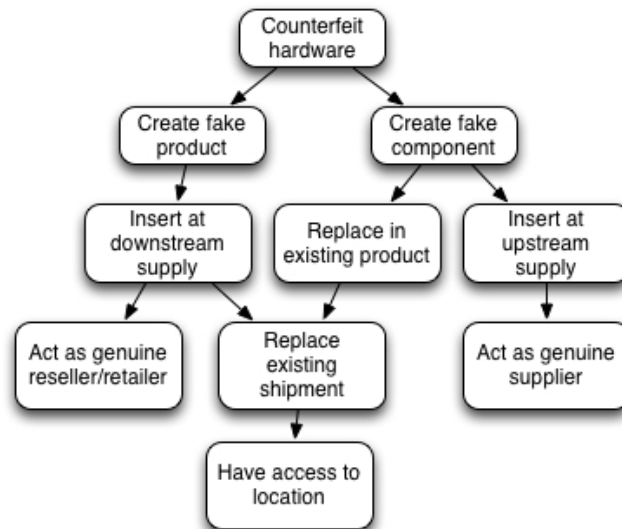 Counterfeit
hardware
Create fake
product
Create fake
component
Insert at
downstream
supply
Replace in
existing product
Insert at
upstream
supply
Act as genuine
reseller/retailer
Replace
existing
shipment
Act as genuine
supplier
Have access to
location